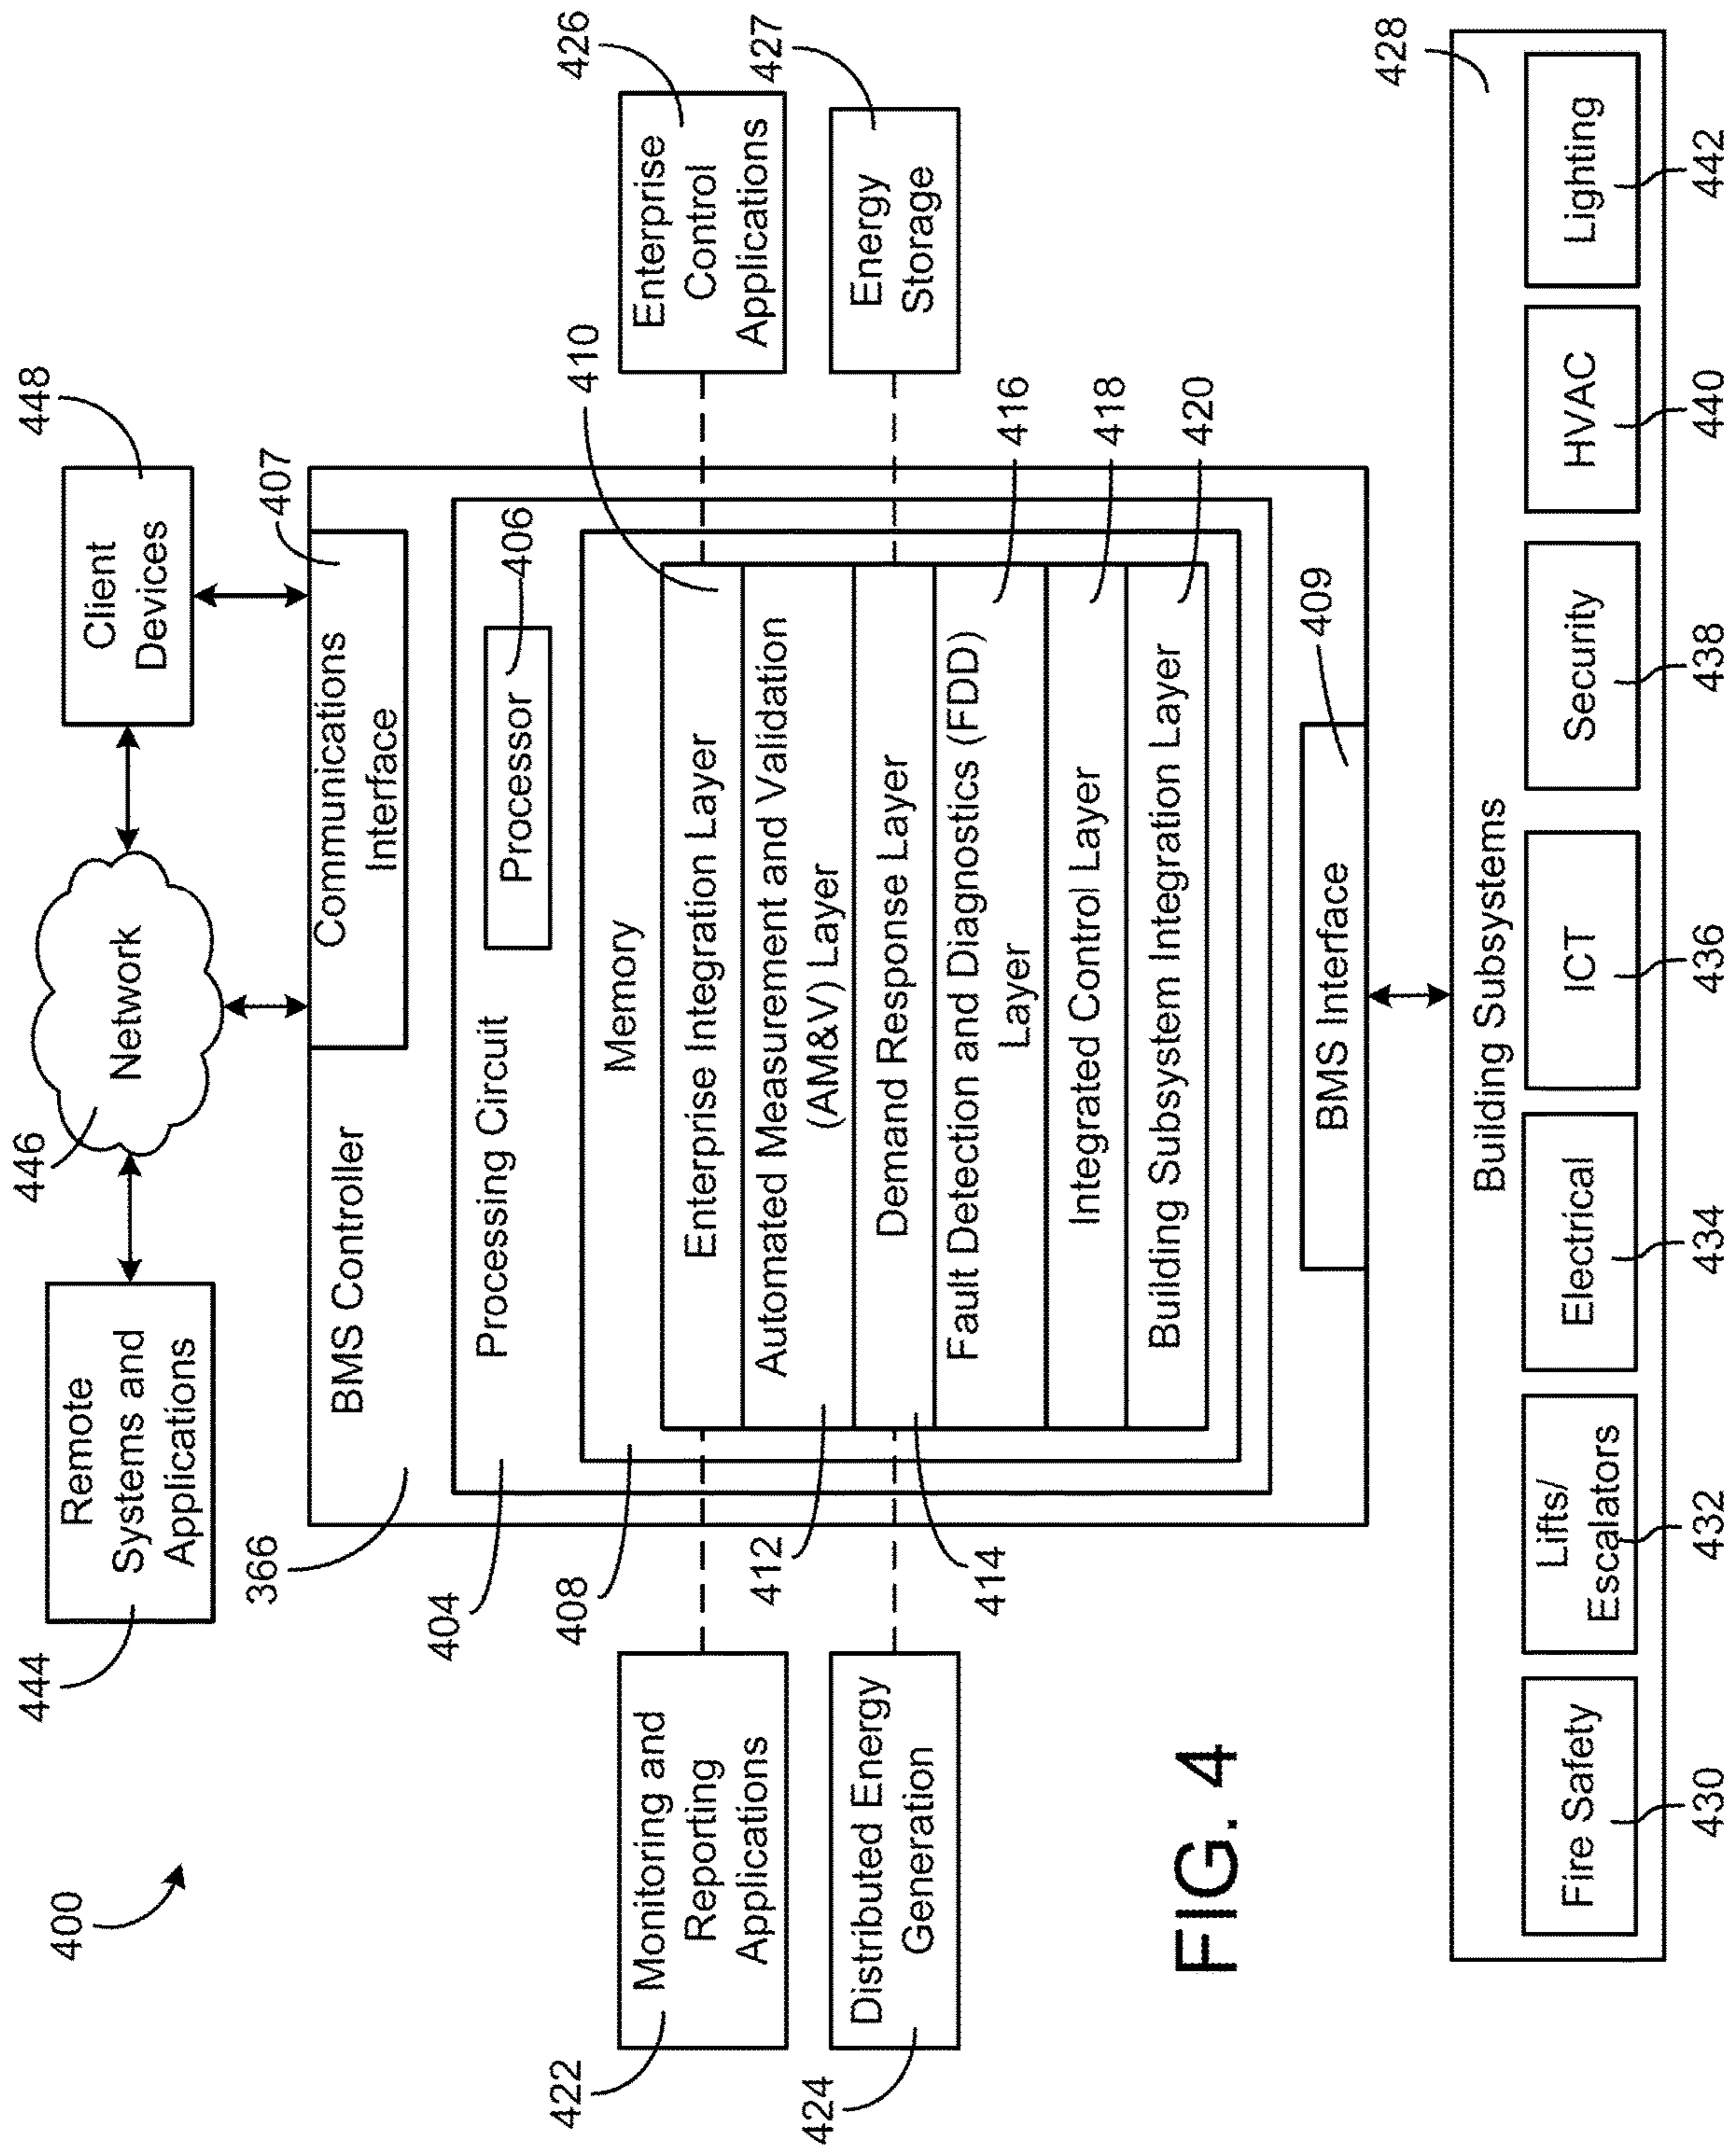 400
444
Remote
Systems and
Applications
446
Network
448
Client
Devices
366
BMS Controller
407
Communications
Interface
404
Processing Circuit
Processor
406
408
Memory
410
Enterprise Integration Layer
412
Automated Measurement and Validation
(AM&V) Layer
414
Demand Response Layer
Fault Detection and Diagnostics (FDD)
Layer
416
Integrated Control Layer
418
Building Subsystem Integration Layer
420
422
Monitoring and
Reporting
Applications
424
Distributed Energy
Generation
426
Enterprise
Control
Applications
427
Energy
Storage
BMS Interface
409
FIG. 4
Building Subsystems
428
Fire Safety
Lifts/
Escalators
Electrical
ICT
Security
HVAC
Lighting
430
432
434
436
438
440
442